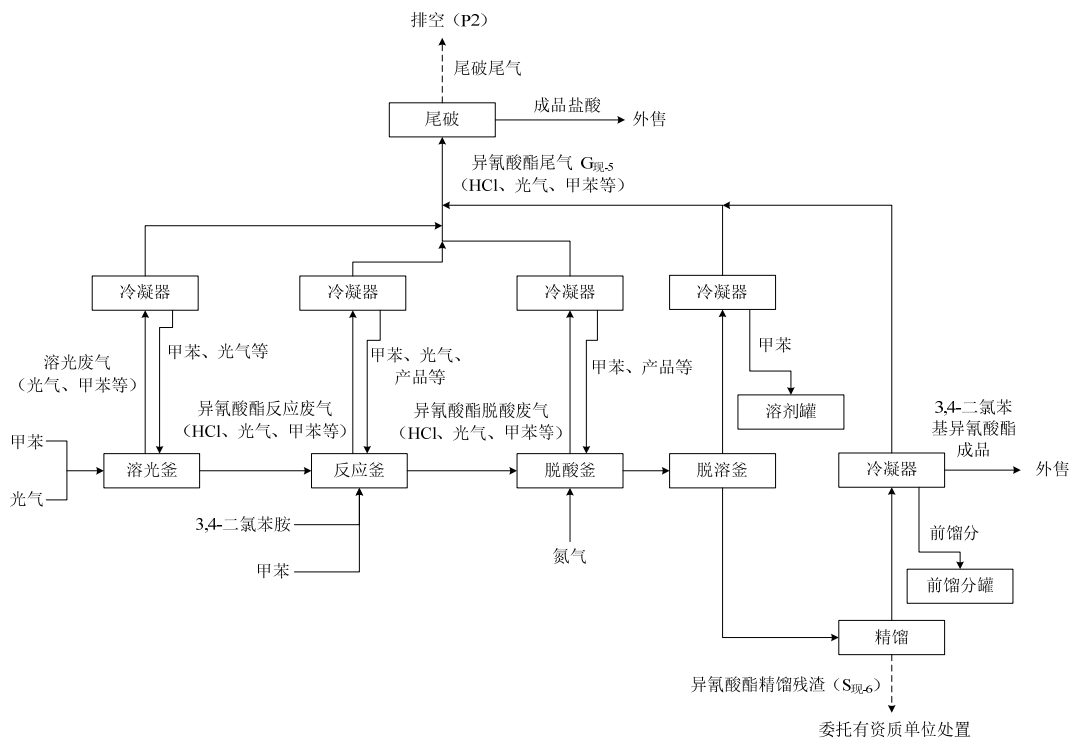 排空（P2）
尾破尾气
尾破
成品盐酸
外售
异氰酸酯尾气 G现-5
（HCl、光气、甲苯等）
冷凝器
冷凝器
冷凝器
冷凝器
溶光废气
（光气、甲苯等）
甲苯、光气等
甲苯、光气、
产品等
甲苯、产品等
甲苯
溶剂罐
异氰酸酯反应废气
（HCl、光气、甲苯等）
异氰酸酯脱酸废气
（HCl、光气、甲苯等）
3,4-二氯苯
基异氰酸酯
成品
甲苯
光气
溶光釜
反应釜
脱酸釜
脱溶釜
冷凝器
外售
3,4-二氯苯胺
甲苯
氮气
前馏分
前馏分罐
精馏
异氰酸酯精馏残渣（S现-6）
委托有资质单位处置